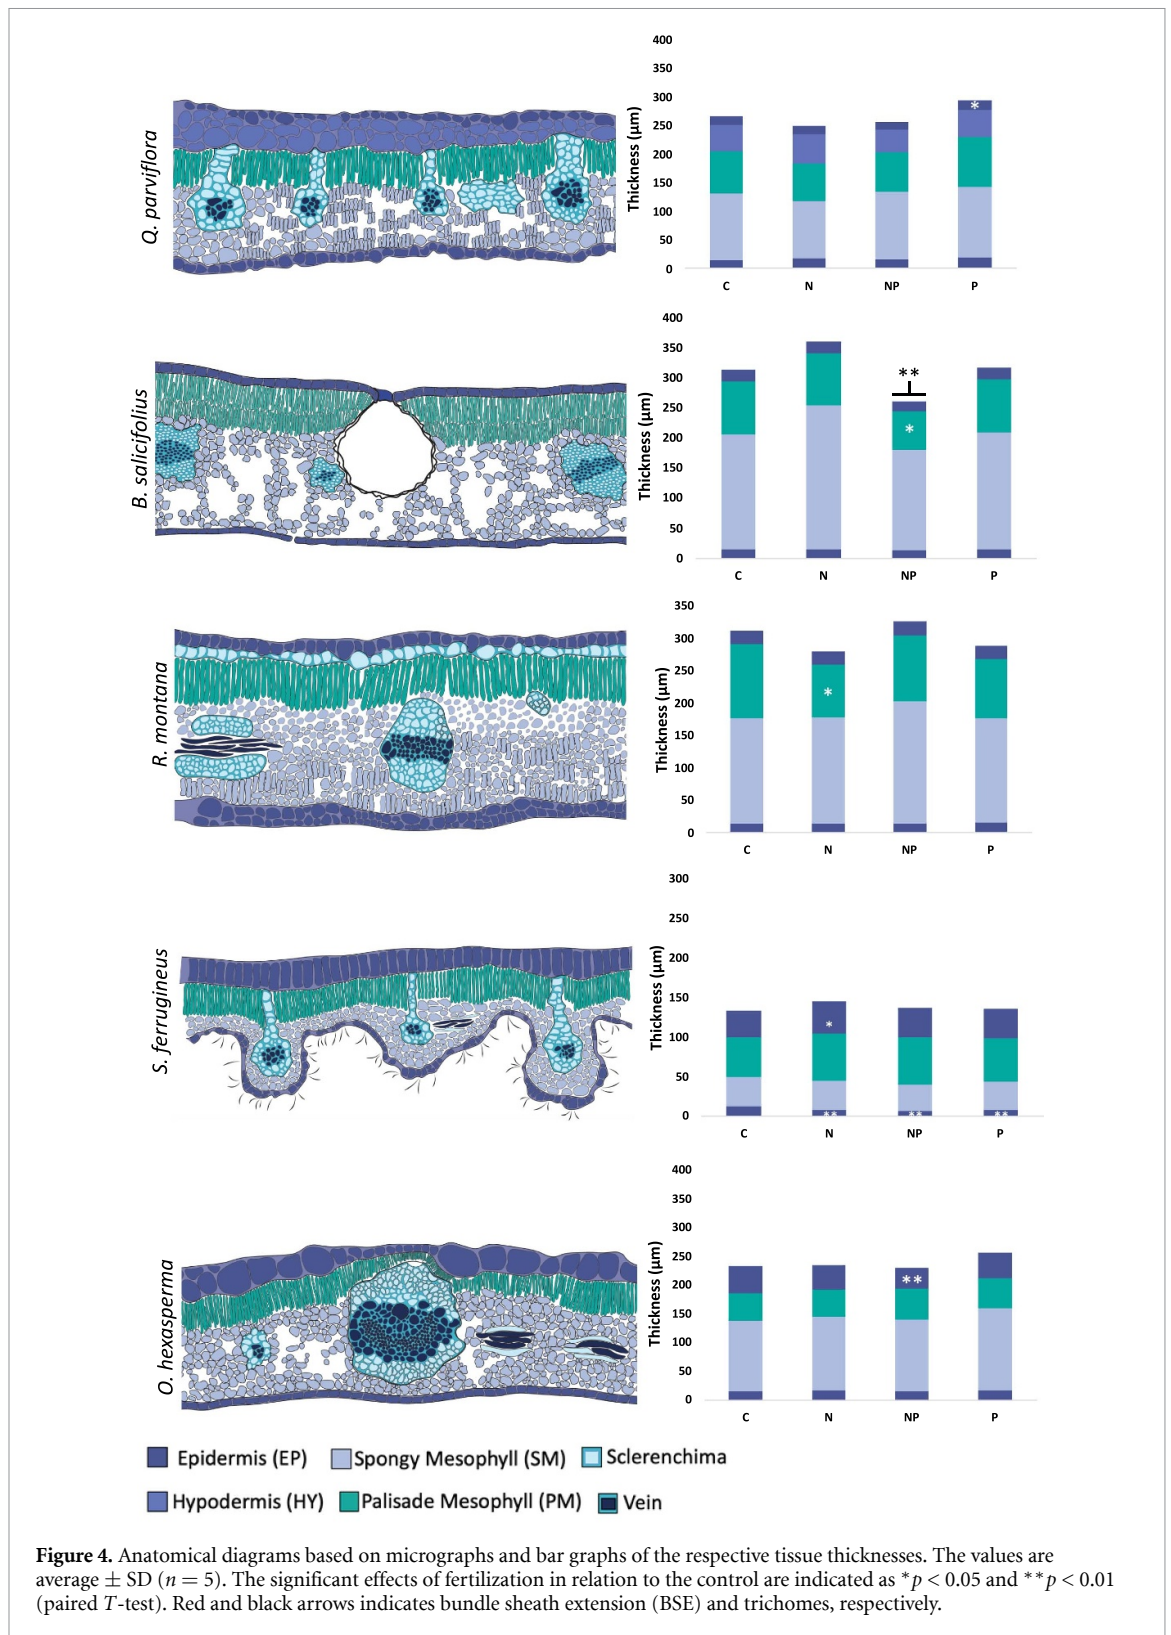 400
350
300
250
200
150
100
50
0
Thickness (µm)
Q. parviflora
*
C N NP P
400
350
300
250
200
150
100
50
0
Thickness (µm)
B. salicifolius
**
*
C N NP P
350
300
250
200
150
100
50
0
Thickness (µm)
R. montana
*
C N NP P
300
250
200
150
100
50
0
Thickness (µm)
S. ferrugineus
*
** ** **
C N NP P
400
350
300
250
200
150
100
50
0
Thickness (µm)
O. hexasperma
**
C N NP P
Epidermis (EP) Spongy Mesophyll (SM) Sclerenchima
Hypodermis (HY) Palisade Mesophyll (PM) Vein
Figure 4. Anatomical diagrams based on micrographs and bar graphs of the respective tissue thicknesses. The values are
average ± SD (n = 5). The significant effects of fertilization in relation to the control are indicated as *p < 0.05 and **p < 0.01
(paired T-test). Red and black arrows indicates bundle sheath extension (BSE) and trichomes, respectively.